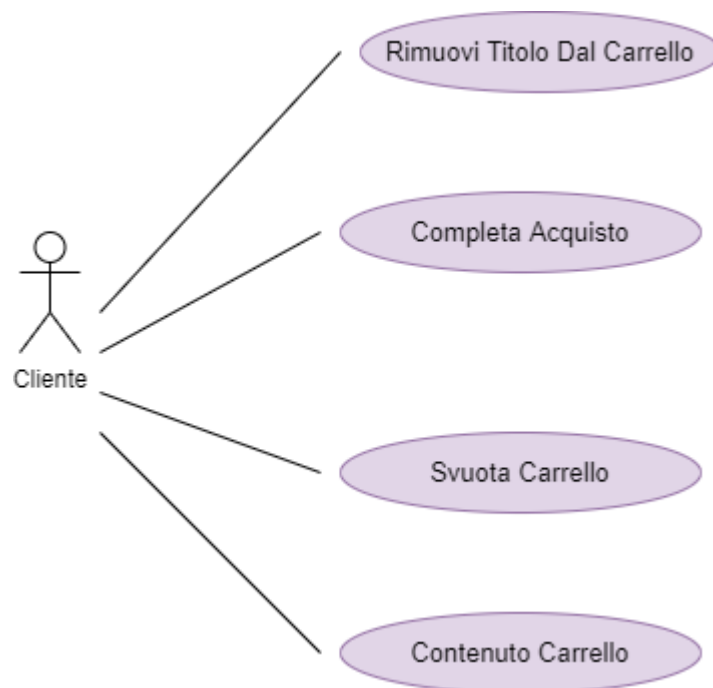 Rimuovi Titolo Dal Carrello
Completa Acquisto
Cliente
Svuota Carrello
Contenuto Carrello